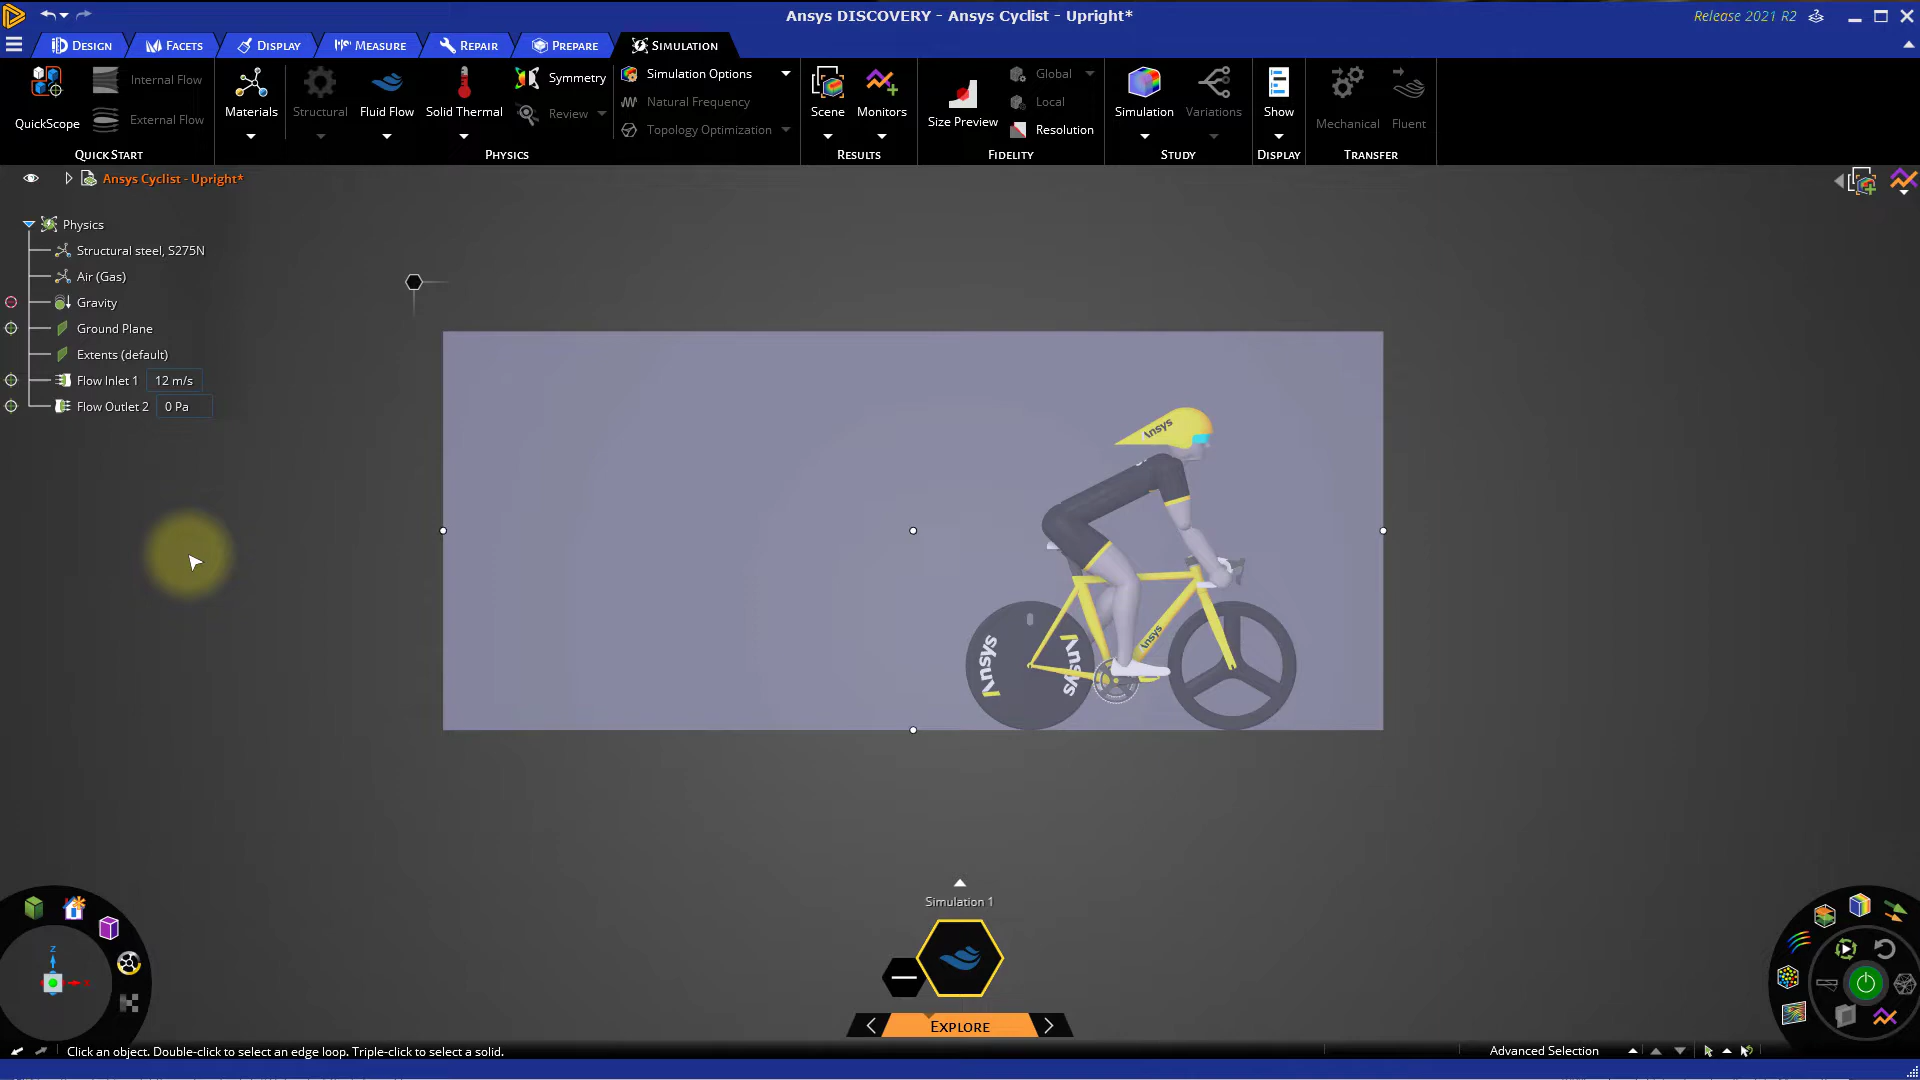 Ansys DISCOVERY - Ansys Cyclist - Upright*
Release 2021 R2
DESIGN
FACETS
DISPLAY
MEASURE
REPAIR
PREPARE
SIMULATION
QuickScope
Internal Flow
External Flow
Materials
Structural
Fluid Flow
Solid Thermal
Symmetry
Review
Simulation Options
Natural Frequency
Topology Optimization
Scene
Monitors
Size Preview
Global
Local
Resolution
Simulation
Variations
Show
Mechanical
Fluent
QUICK START
PHYSICS
RESULTS
FIDELITY
STUDY
DISPLAY
TRANSFER
Ansys Cyclist - Upright*
Physics
Structural steel, S275N
Air (Gas)
Gravity
Ground Plane
Extents (default)
Flow Inlet 1 12 m/s
Flow Outlet 2 0 Pa
Ansys
Ansys
Ansys
Ansys
Simulation 1
EXPLORE
z
x
Click an object. Double-click to select an edge loop. Triple-click to select a solid.
Advanced Selection